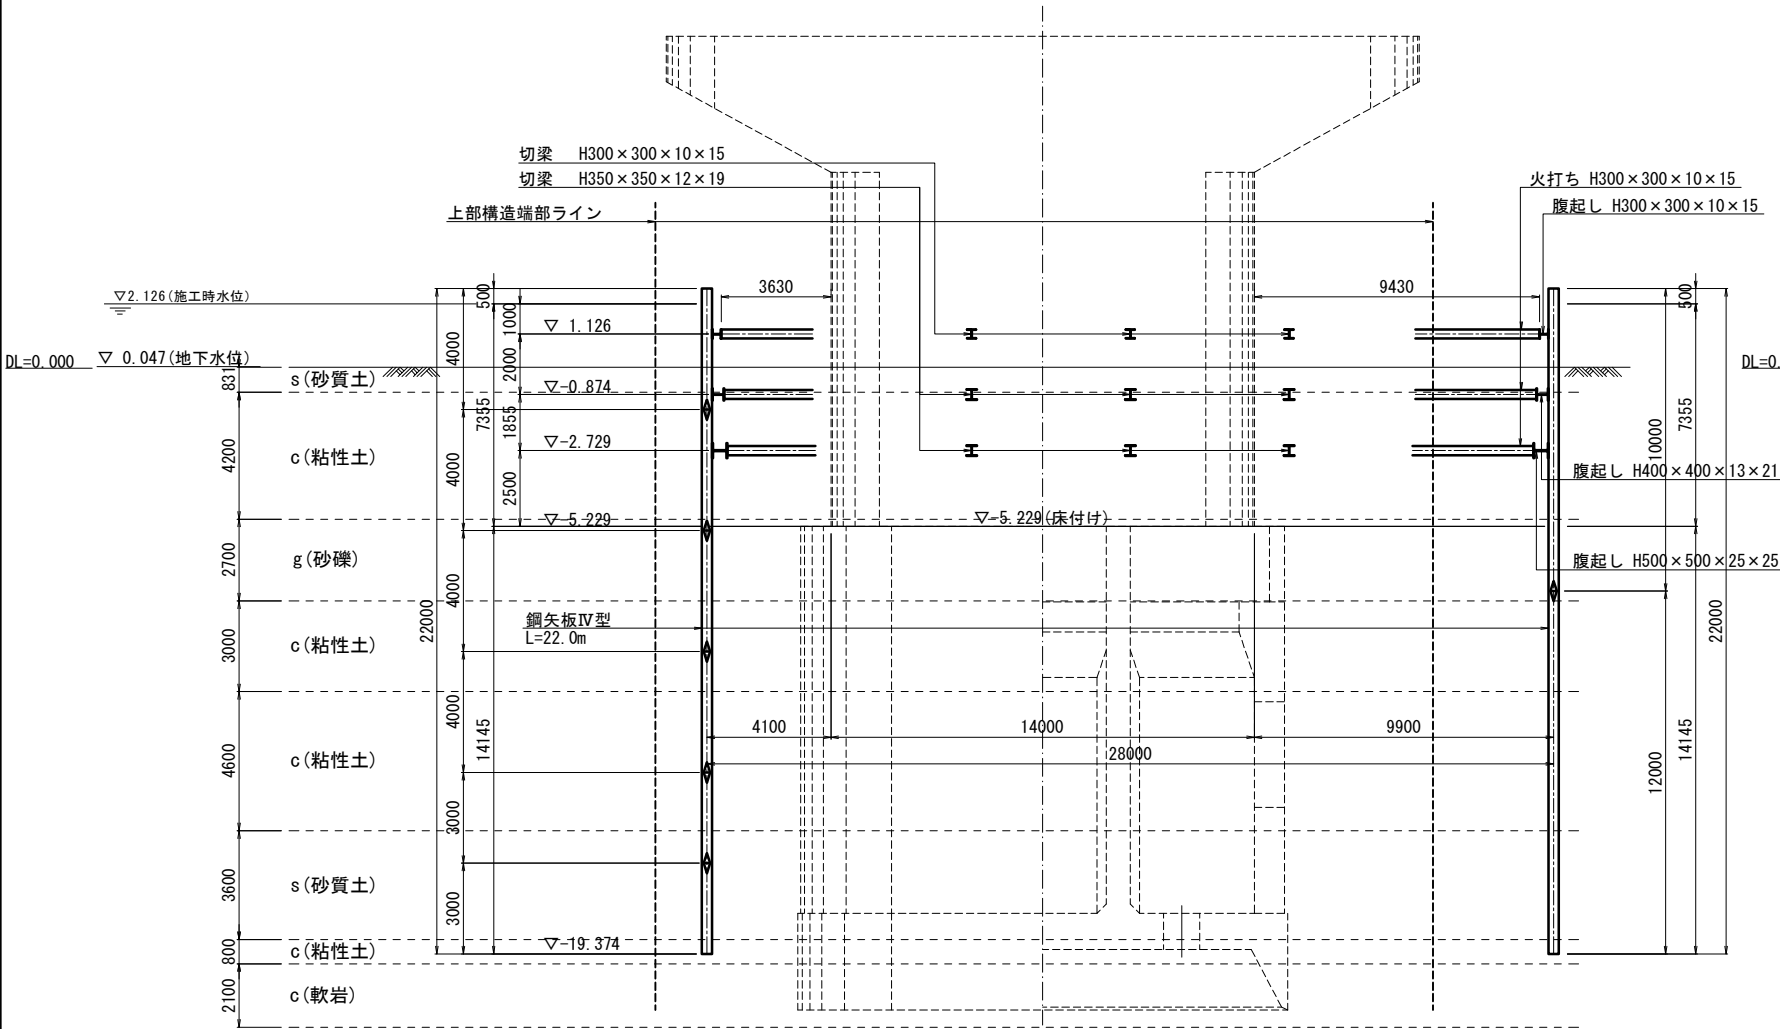 切梁 H300×300×10×15
切梁 H350×350×12×19
上部構造端部ライン
火打ち H300×300×10×15
腹起し H300×300×10×15
▽2.126(施工時水位)
DL=0.000
▽ 0.047(地下水位)
DL=0.
500
1000
▽ 1.126
3630
9430
500
4000
2000
831
s(砂質土)
▽-0.874
7355
1855
7355
4200
c(粘性土)
4000
▽-2.729
2500
10000
腹起し H400×400×13×21
▽-5.229
▽-5.229(床付け)
2700
g(砂礫)
4000
腹起し H500×500×25×25
22000
鋼矢板Ⅳ型
L=22.0m
22000
3000
c(粘性土)
4000
14145
4100
14000
9900
14145
28000
4600
c(粘性土)
12000
3000
3600
s(砂質土)
3000
▽-19.374
800
c(粘性土)
2100
c(軟岩)